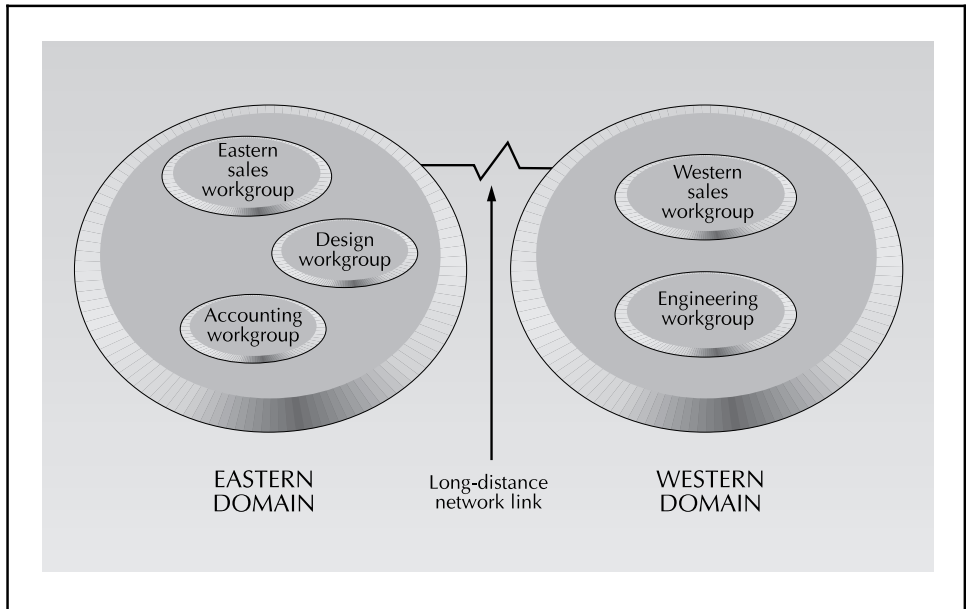 Eastern
sales
workgroup
Design
workgroup
Accounting
workgroup
Western
sales
workgroup
Engineering
workgroup
EASTERN
DOMAIN
Long-distance
network link
WESTERN
DOMAIN